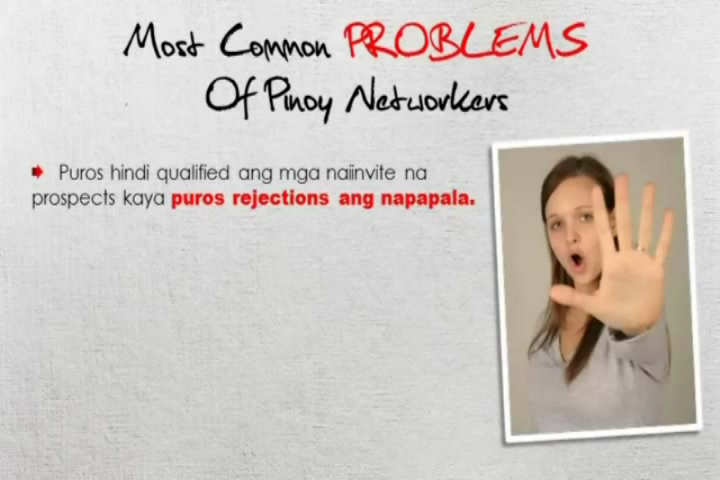 Most Common PROBLEMS
Of Pinoy Networkers
Puros hindi qualified ang mga naiinvite na
prospects kaya puros rejections ang napapala.